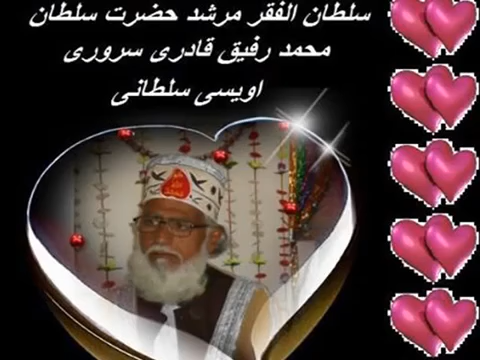 سلطان الفقر مرشد حضرت سلطان
محمد رفیق قادری سروری
اویسی سلطانی